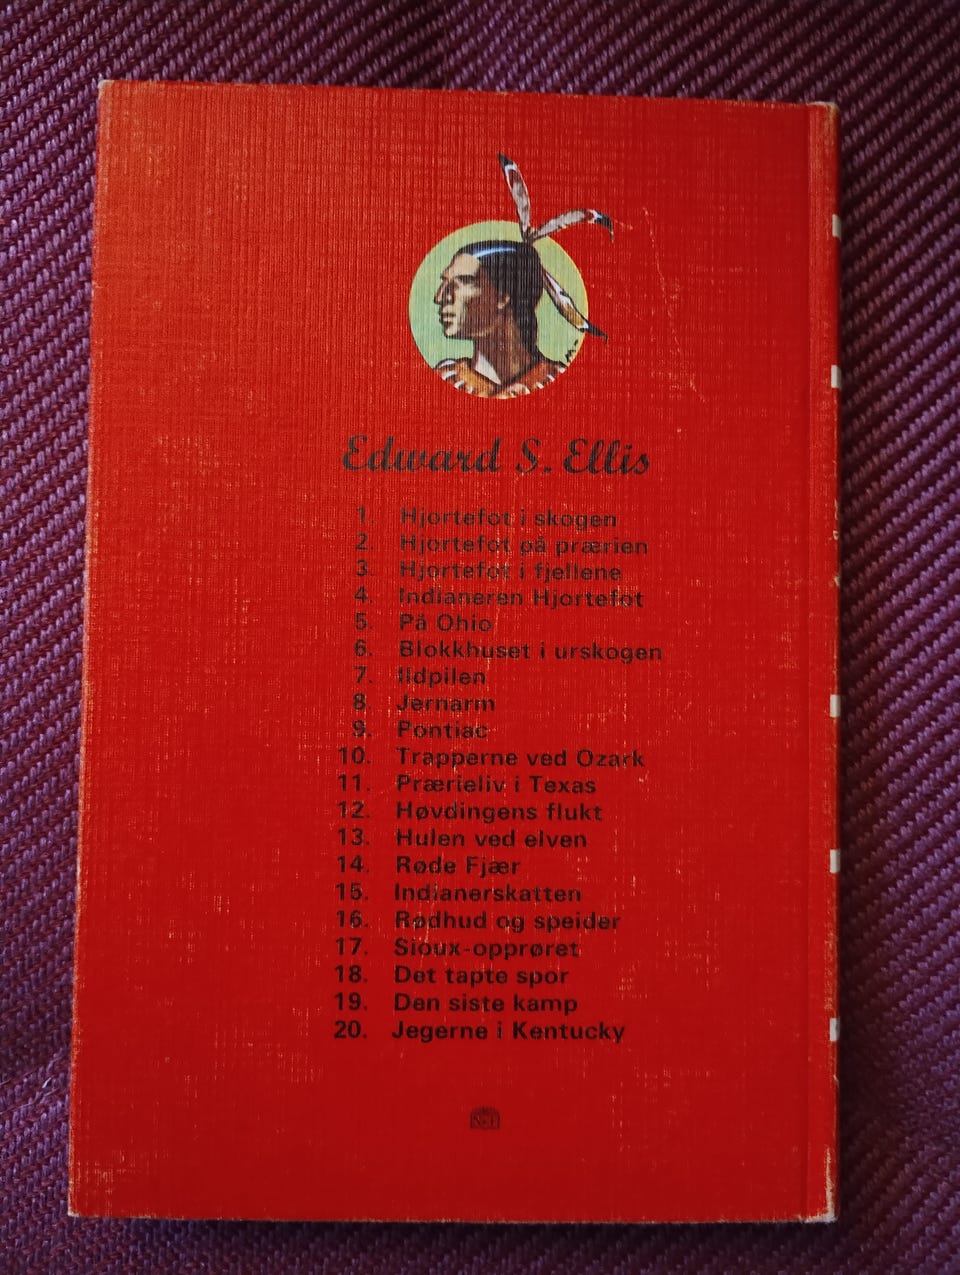 Edward S. Ellis
1. Hjortefot i skogen
2. Hjortefot på prærien
3. Hjortefot i fjellene
4. Indianeren Hjortefot
5. På Ohio
6. Blokkhuset i urskogen
7. Ildpilen
8. Jernarm
9. Pontiac
10. Trapperne ved Ozark
11. Prærieliv i Texas
12. Høvdingens flukt
13. Hulen ved elven
14. Røde Fjær
15. Indianerskatten
16. Rødhud og speider
17. Sioux-opprøret
18. Det tapte spor
19. Den siste kamp
20. Jegerne i Kentucky